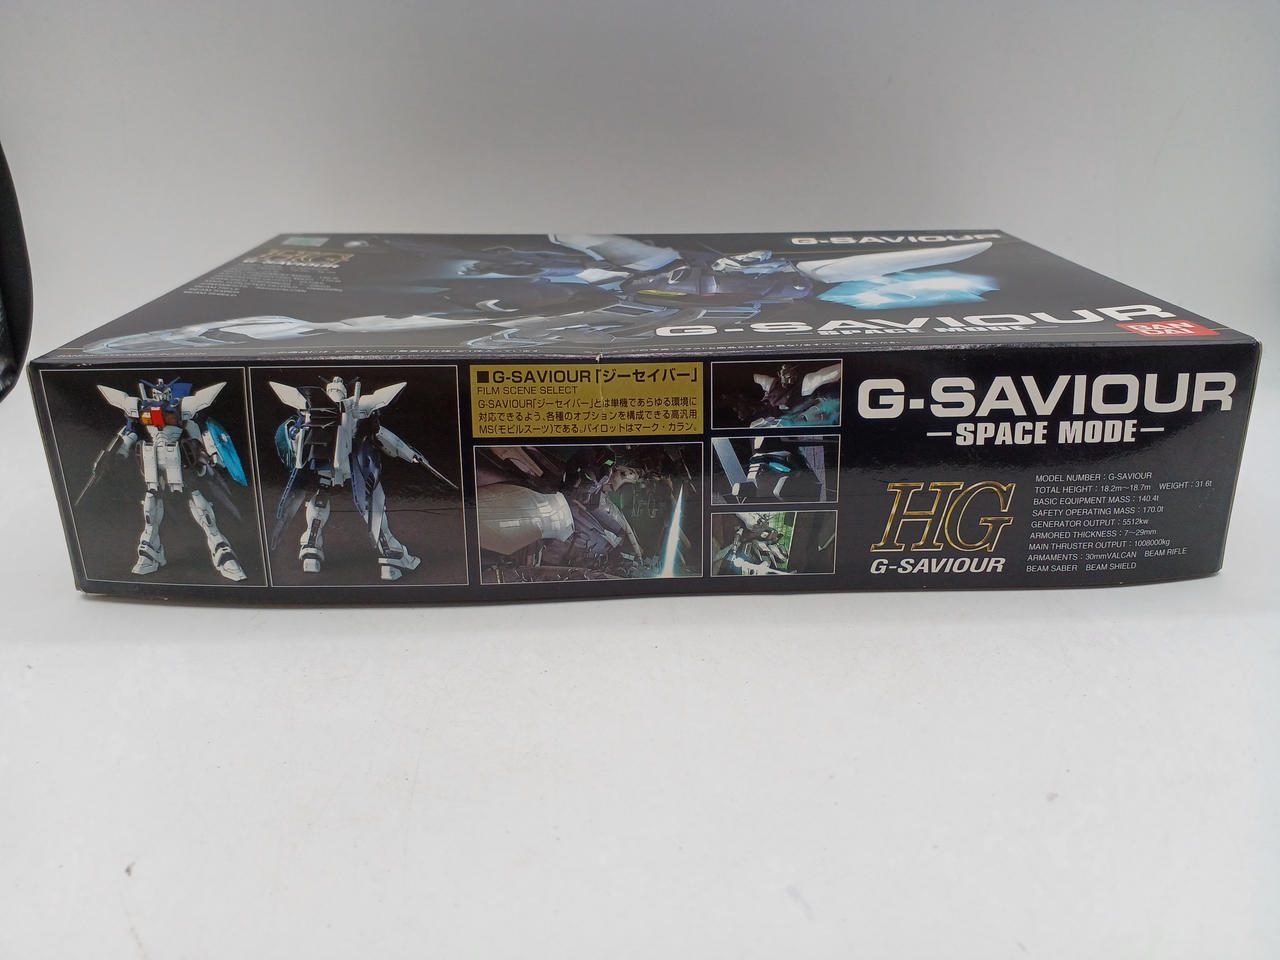 G-SAVIOUR
HG
G-SAVIOUR
-SPACE MODE-
BANDAI
■G-SAVIOUR「ジーセイバー」
FILM SCENE SELECT
G-SAVIOUR「ジーセイバー」とは単機であらゆる環境に
対応できるよう、各種のオプションを構成できる高汎用
MS(モビルスーツ)である。パイロットはマーク・カラン。
G-SAVIOUR
-SPACE MODE-
HG
G-SAVIOUR
MODEL NUMBER：G-SAVIOUR
TOTAL HEIGHT：18.2m～18.7m WEIGHT：31.6t
BASIC EQUIPMENT MASS：140.4t
SAFETY OPERATING MASS：170.0t
GENERATOR OUTPUT：5512kw
ARMORED THICKNESS：7～29mm
MAIN THRUSTER OUTPUT：1008000kg
ARMAMENTS：30mmVALCAN BEAM RIFLE
BEAM SABER BEAM SHIELD